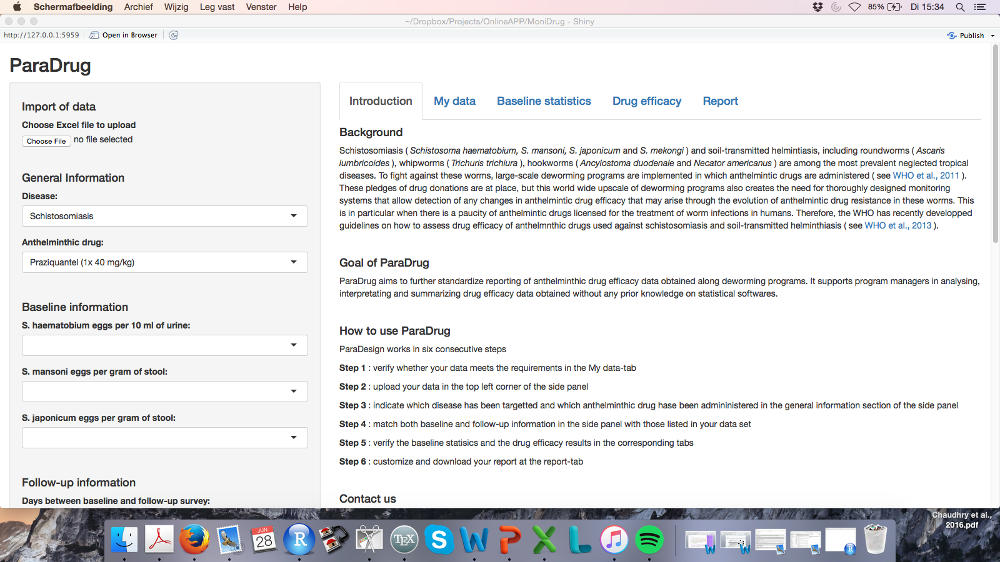 Schermafbeelding Archief Wijzig Leg vast Venster Help 85% Di 15:34
~/Dropbox/Projects/OnlineAPP/MoniDrug - Shiny
http://127.0.0.1:5959 Open in Browser Publish
ParaDrug
Import of data
Choose Excel file to upload
Choose File no file selected
General Information
Disease:
Schistosomiasis
Anthelminthic drug:
Praziquantel (1x 40 mg/kg)
Baseline information
S. haematobium eggs per 10 ml of urine:
S. mansoni eggs per gram of stool:
S. japonicum eggs per gram of stool:
Follow-up information
Days between baseline and follow-up survey:
Introduction My data Baseline statistics Drug efficacy Report
Background
Schistosomiasis ( Schistosoma haematobium, S. mansoni, S. japonicum and S. mekongi ) and soil-transmitted helmintiasis, including roundworms ( Ascaris
lumbricoides ), whipworms ( Trichuris trichiura ), hookworms ( Ancylostoma duodenale and Necator americanus ) are among the most prevalent neglected tropical
diseases. To fight against these worms, large-scale deworming programs are implemented in which anthelmintic drugs are administered ( see WHO et al., 2011 ).
These pledges of drug donations are at place, but this world wide upscale of deworming programs also creates the need for thoroughly designed monitoring
systems that allow detection of any changes in anthelmintic drug efficacy that may arise through the evolution of anthelmintic drug resistance in these worms. This
is in particular when there is a paucity of anthelmintic drugs licensed for the treatment of worm infections in humans. Therefore, the WHO has recently developped
guidelines on how to assess drug efficacy of anthelmnthic drugs used against schistosomiasis and soil-transmitted helminthiasis ( see WHO et al., 2013 ).
Goal of ParaDrug
ParaDrug aims to further standardize reporting of anthelminthic drug efficacy data obtained along deworming programs. It supports program managers in analysing,
interpretating and summarizing drug efficacy data obtained without any prior knowledge on statistical softwares.
How to use ParaDrug
ParaDesign works in six consecutive steps
Step 1 : verify whether your data meets the requirements in the My data-tab
Step 2 : upload your data in the top left corner of the side panel
Step 3 : indicate which disease has been targetted and which anthelminthic drug hase been admininistered in the general information section of the side panel
Step 4 : match both baseline and follow-up information in the side panel with those listed in your data set
Step 5 : verify the baseline statisics and the drug efficacy results in the corresponding tabs
Step 6 : customize and download your report at the report-tab
Contact us
Chaudhry et al.,
2016.pdf
JUN
28
R
TEX